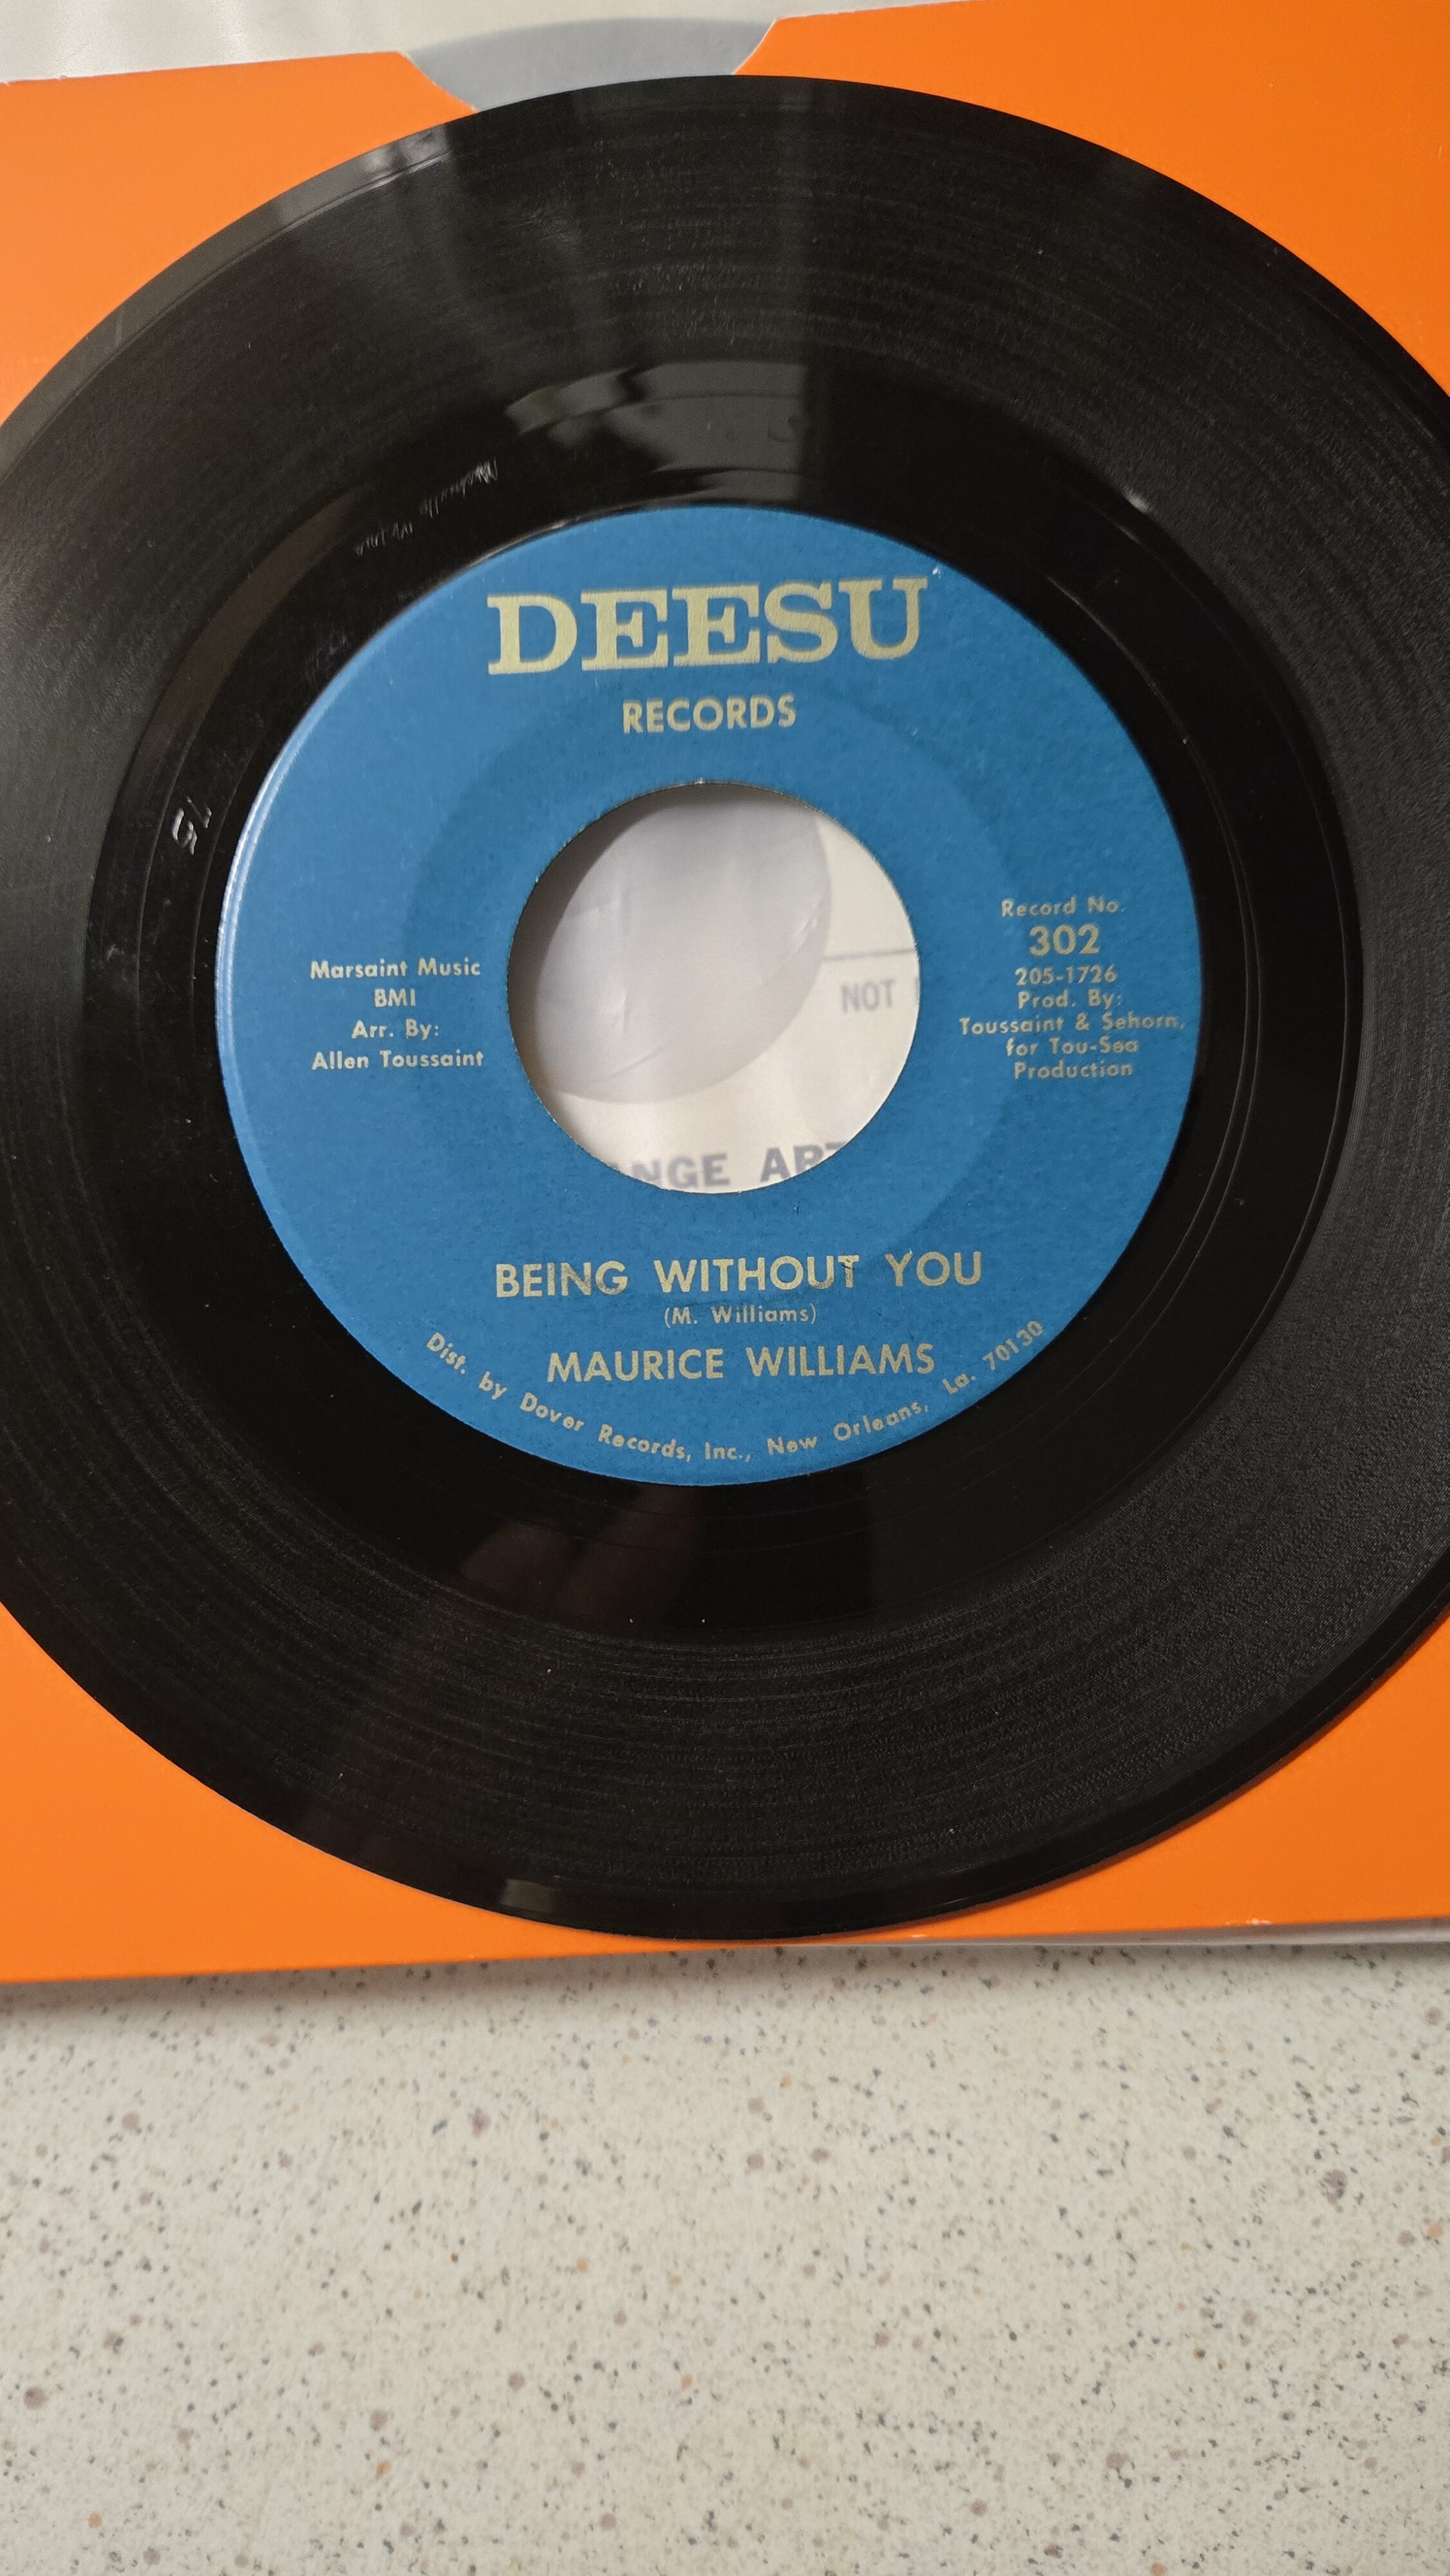 DEESU
RECORDS
Marsaint Music
BMI
Arr. By:
Allen Toussaint
Record No.
302
205-1726
Prod. By:
Toussaint & Sehorn,
for Tou-Sea
Production
NOT
BEING WITHOUT YOU
(M. Williams)
MAURICE WILLIAMS
Dist. by Dover Records, Inc., New Orleans, La. 70130